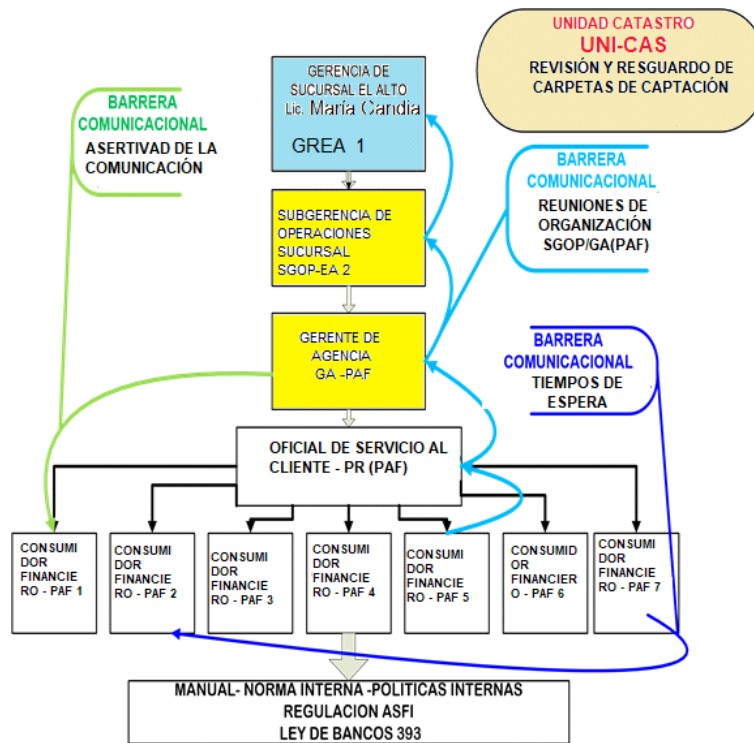 UNIDAD CATASTRO
UNI-CAS
REVISIÓN Y RESGUARDO DE
CARPETAS DE CAPTACIÓN
GERENCIA DE
SUCURSAL EL ALTO
Lic. María Candia
GREA 1
BARRERA
COMUNICACIONAL
ASERTIVAD DE LA
COMUNICACIÓN
BARRERA
COMUNICACIONAL
REUNIONES DE
ORGANIZACIÓN
SGOP/GA(PAF)
SUBGERENCIA DE
OPERACIONES
SUCURSAL
SGOP-EA 2
GERENTE DE
AGENCIA
GA -PAF
BARRERA
COMUNICACIONAL
TIEMPOS DE
ESPERA
OFICIAL DE SERVICIO AL
CLIENTE - PR (PAF)
CONSUMI
DOR
FINANCIE
RO - PAF 1
CONSUMI
DOR
FINANCIE
RO - PAF 2
CONSUMI
DOR
FINANCIE
RO - PAF 3
CONSUMI
DOR
FINANCIE
RO - PAF 4
CONSUMI
DOR
FINANCIE
RO - PAF 5
CONSUMID
OR
FINANCIER
O - PAF 6
CONSUMI
DOR
FINANCIE
RO - PAF 7
MANUAL- NORMA INTERNA -POLITICAS INTERNAS
REGULACION ASFI
LEY DE BANCOS 393